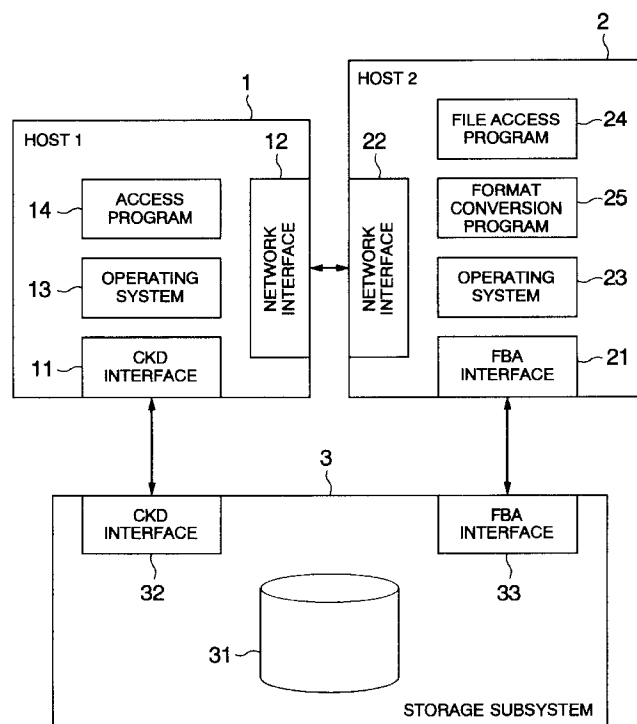 2
1
HOST 2
HOST 1
FILE ACCESS
PROGRAM
24
12
22
14
ACCESS
PROGRAM
NETWORK
INTERFACE
NETWORK
INTERFACE
FORMAT
CONVERSION
PROGRAM
25
13
OPERATING
SYSTEM
OPERATING
SYSTEM
23
11
CKD
INTERFACE
FBA
INTERFACE
21
3
CKD
INTERFACE
FBA
INTERFACE
32
33
31
STORAGE SUBSYSTEM